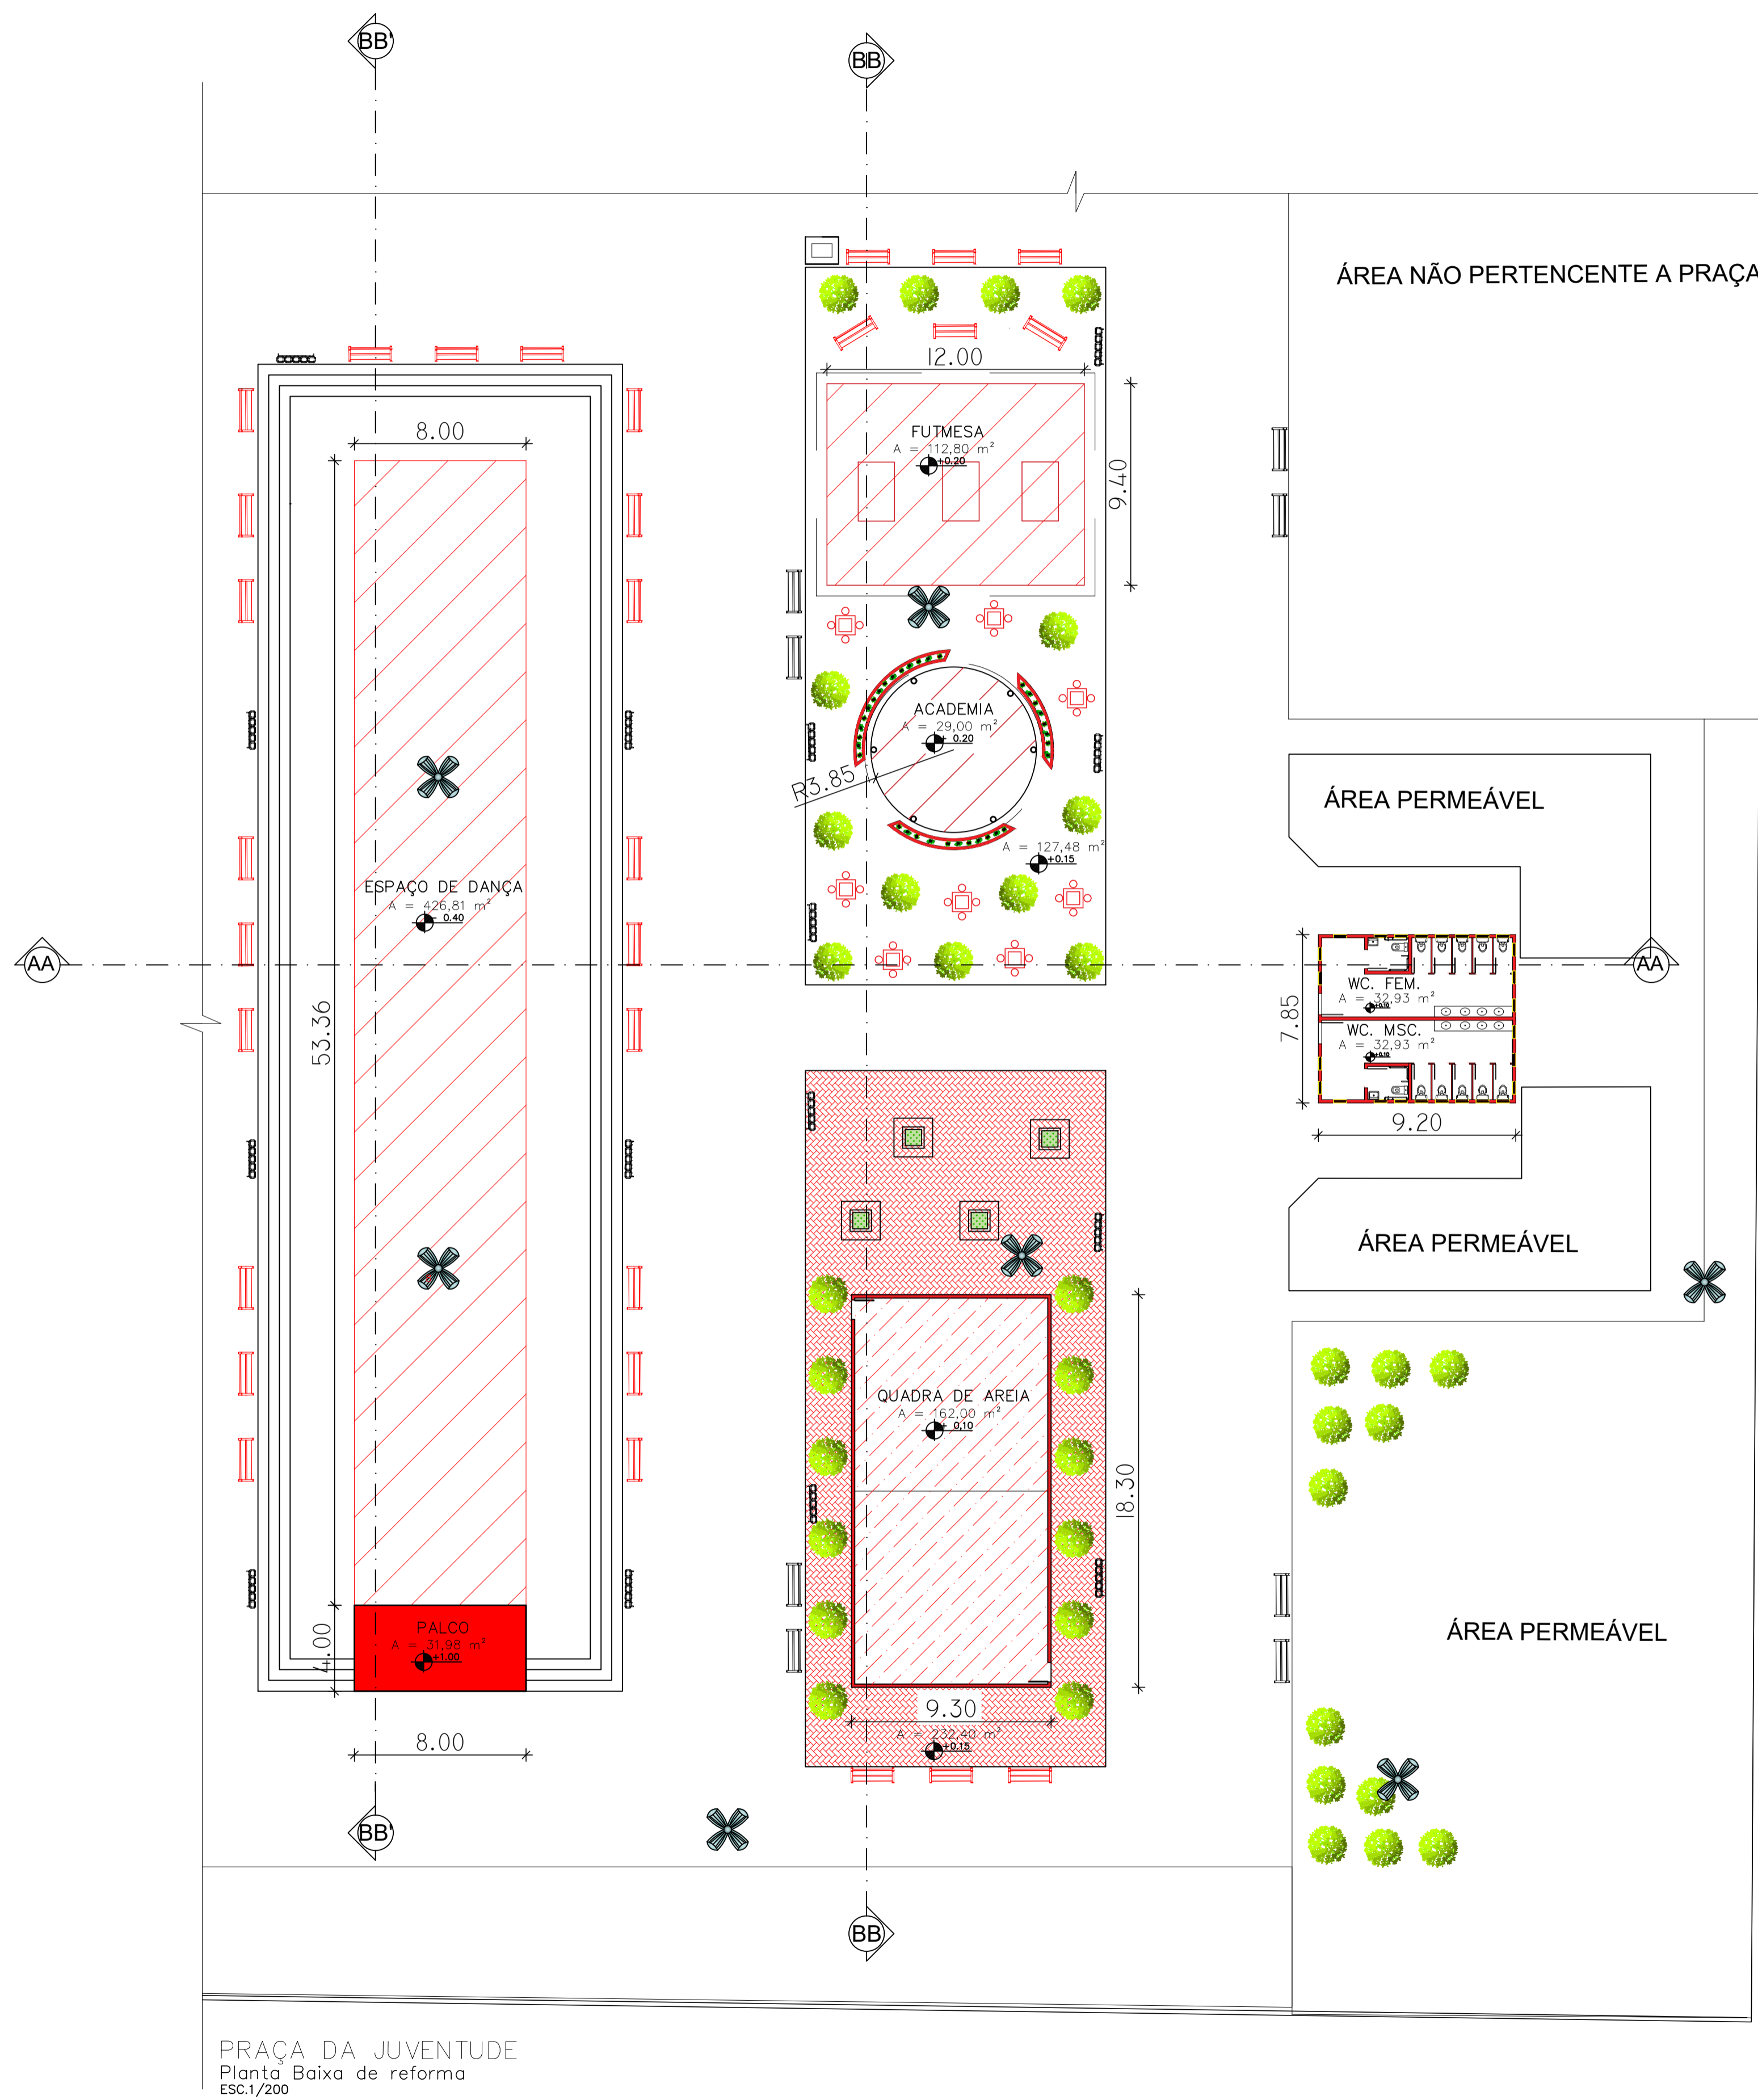 BB'
BB
ÁREA NÃO PERTENCENTE A PRAÇA
12.00
FUTMESA
A = 112,80 m²
+0.20
9.40
8.00
ACADEMIA
A = 29,00 m²
+ 0.20
R3.85
A = 127,48 m²
+0.15
ÁREA PERMEÁVEL
ESPAÇO DE DANÇA
A = 426,81 m²
+ 0.40
53.36
AA
AA
WC. FEM.
A = 32,93 m²
+0.10
WC. MSC.
A = 32,93 m²
+0.10
7.85
9.20
ÁREA PERMEÁVEL
QUADRA DE AREIA
A = 162,00 m²
+ 0,10
18.30
9.30
A = 232,40 m²
+0.15
ÁREA PERMEÁVEL
PALCO
A = 31,98 m²
+1.00
4.00
8.00
BB'
BB
PRAÇA DA JUVENTUDE
Planta Baixa de reforma
ESC.1/200